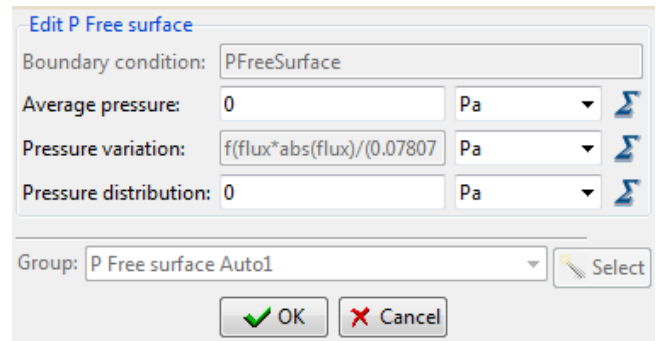 Edit P Free surface
Boundary condition: PFreeSurface
Average pressure: 0 Pa Σ
Pressure variation: f(flux*abs(flux)/(0.07807 Pa Σ
Pressure distribution: 0 Pa Σ
Group: P Free surface Auto1 Select
OK Cancel